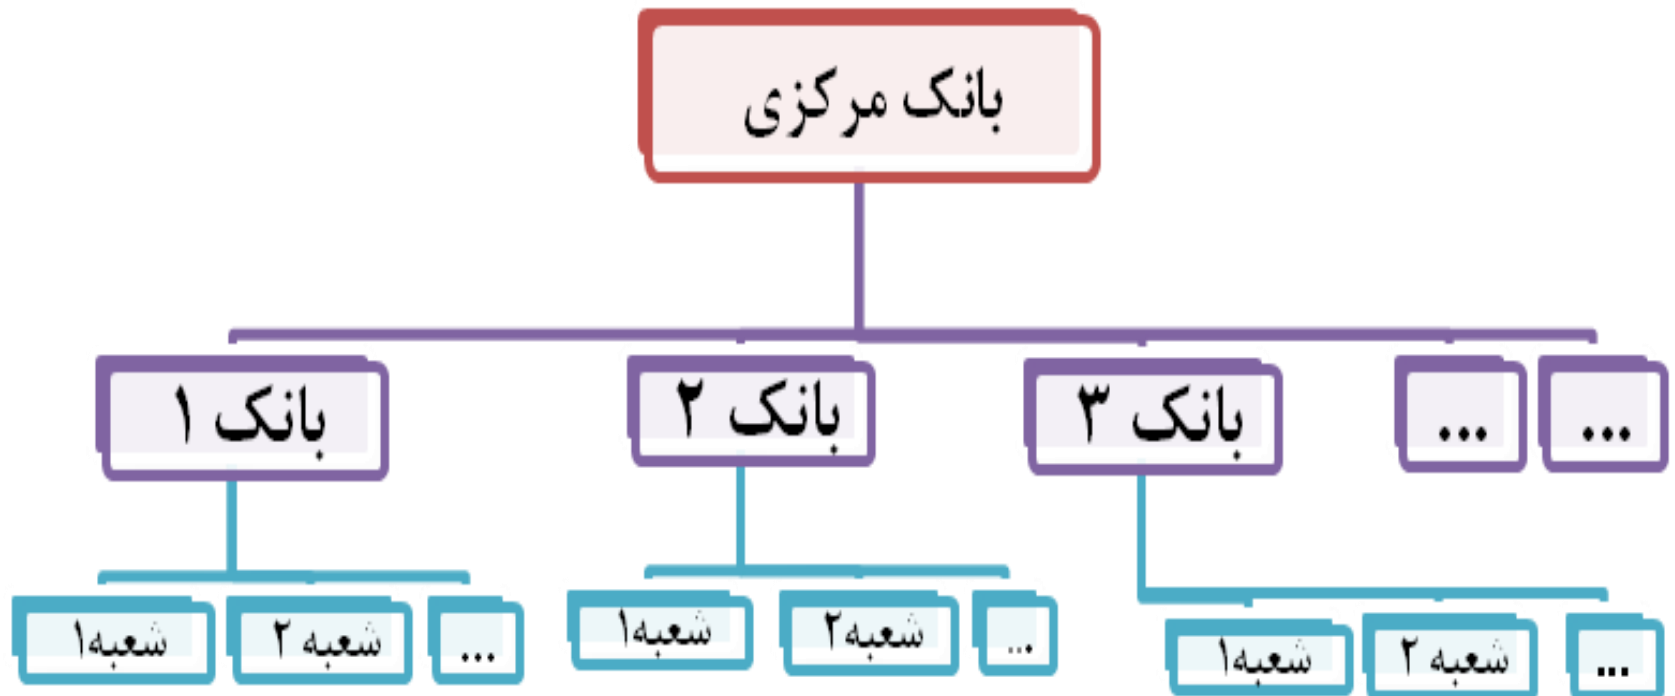 بانک مرکزی
بانک ۱
بانک ۲
بانک ۳
...
...
شعبه۱
شعبه ۲
...
شعبه۱
شعبه۲
...
شعبه۱
شعبه ۲
...